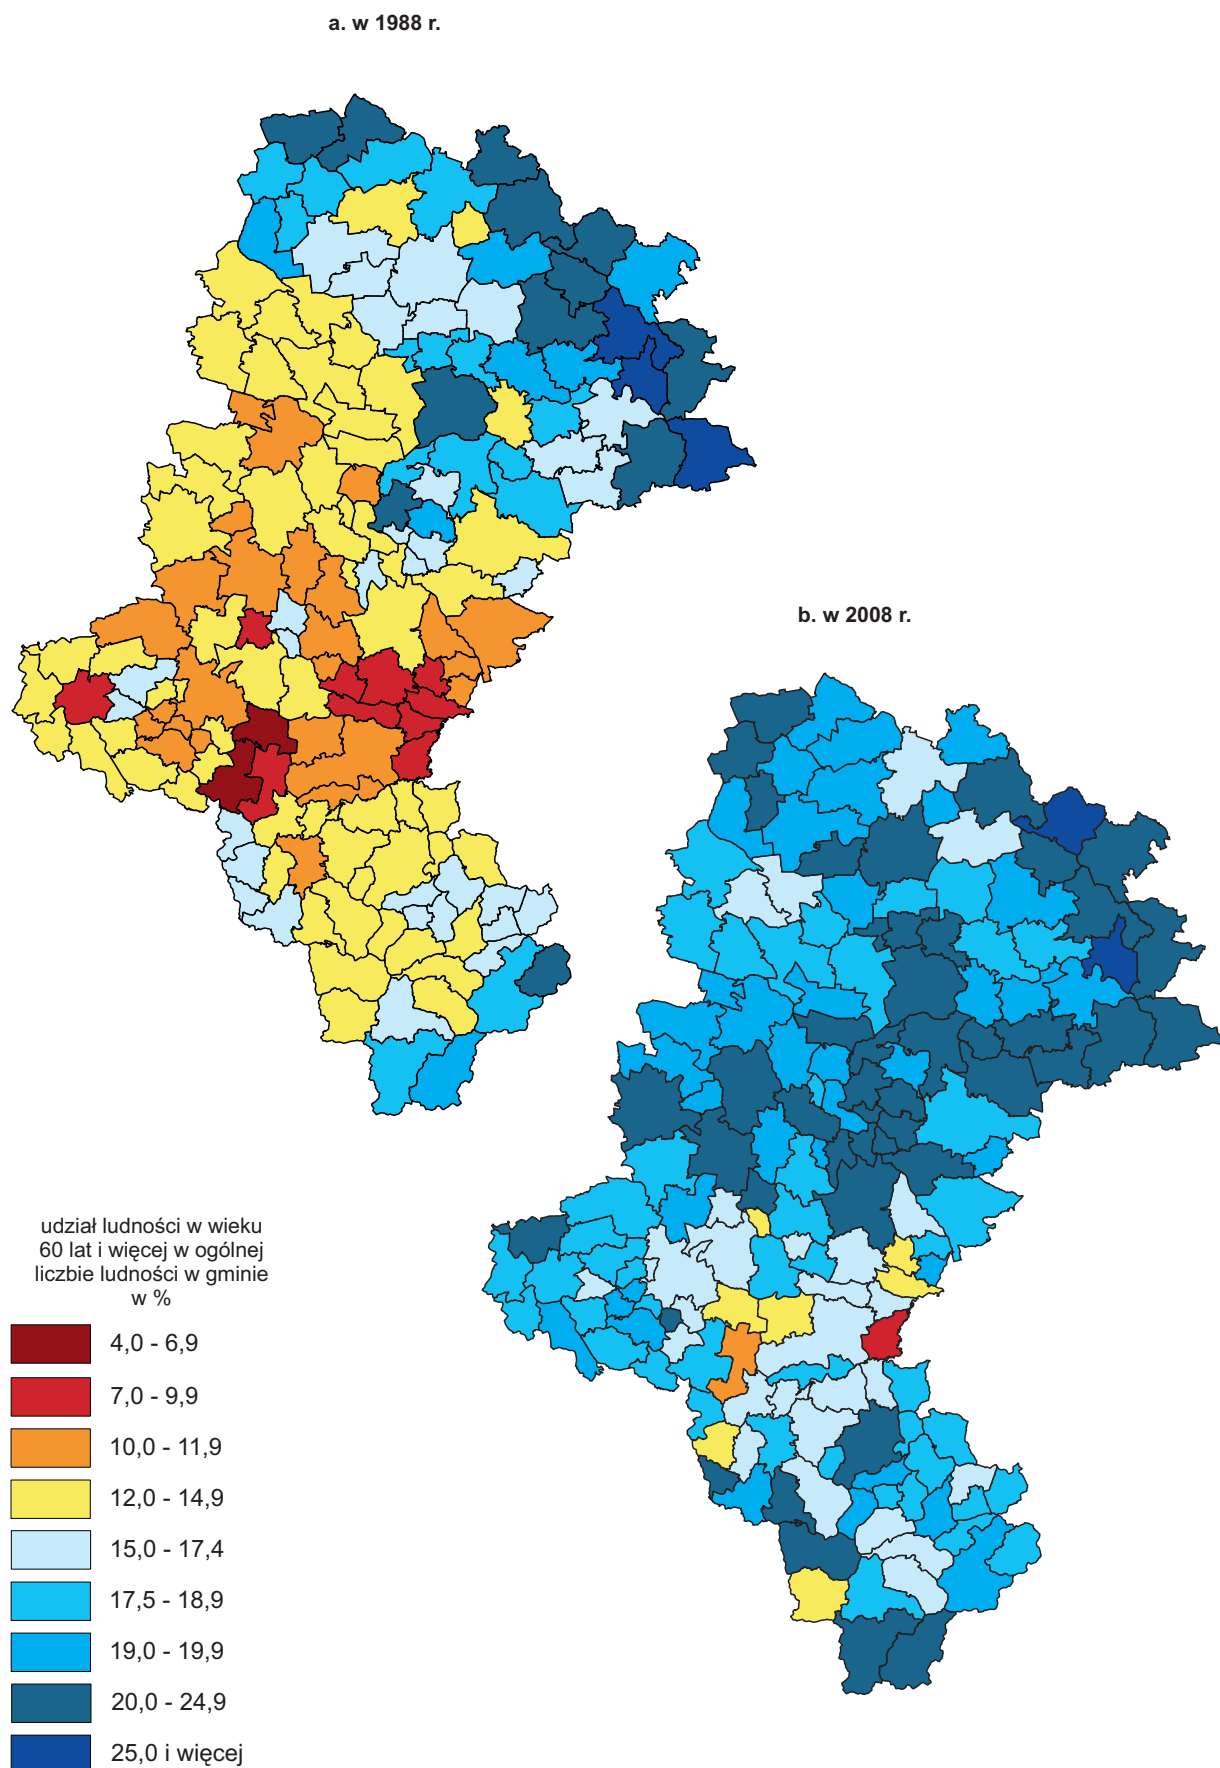 a. w 1988 r.
b. w 2008 r.
udział ludności w wieku
60 lat i więcej w ogólnej
liczbie ludności w gminie
w %
4,0 - 6,9
7,0 - 9,9
10,0 - 11,9
12,0 - 14,9
15,0 - 17,4
17,5 - 18,9
19,0 - 19,9
20,0 - 24,9
25,0 i więcej